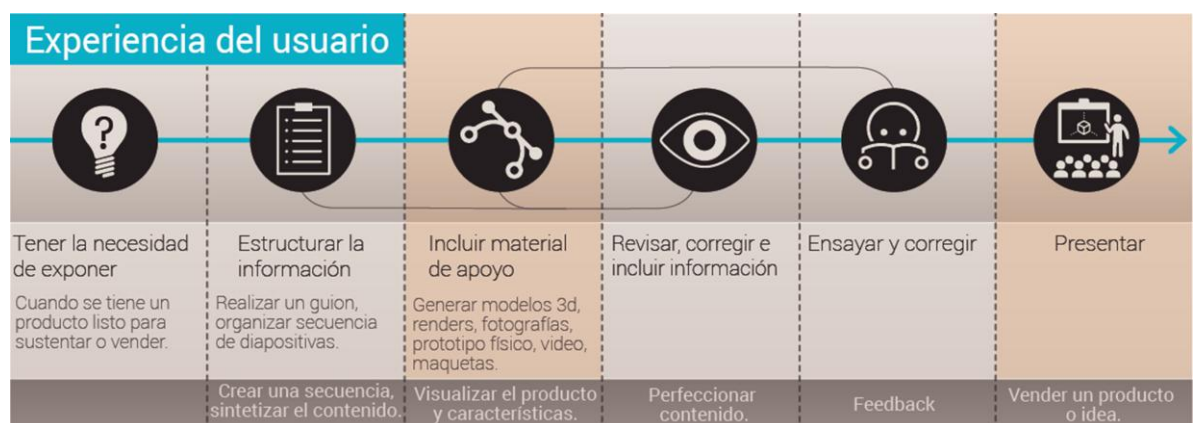 Experiencia del usuario
?
Tener la necesidad
de exponer
Cuando se tiene un
producto listo para
sustentar o vender.
Estructurar la
información
Realizar un guion,
organizar secuencia
de diapositivas.
Crear una secuencia,
sintetizar el contenido.
Incluir material
de apoyo
Generar modelos 3d,
renders, fotografías,
prototipo físico, video,
maquetas.
Visualizar el producto
y características.
Revisar, corregir e
incluir información
Perfeccionar
contenido.
Ensayar y corregir
Feedback
Presentar
Vender un producto
o idea.